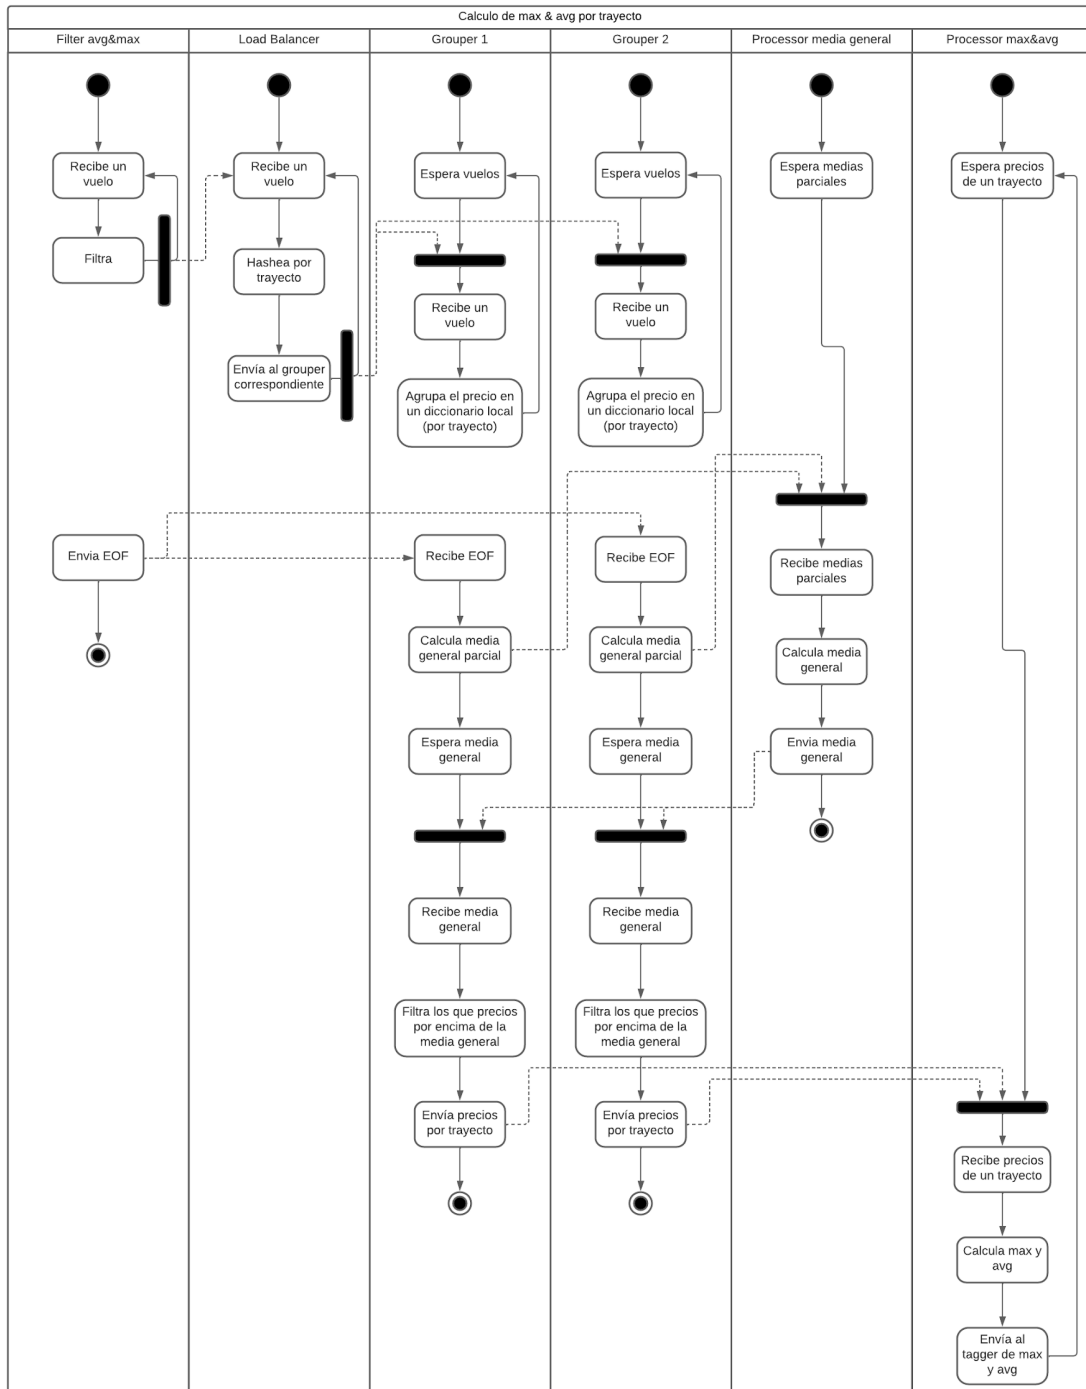 Calculo de max & avg por trayecto
Filter avg&max
Load Balancer
Grouper 1
Grouper 2
Processor media general
Processor max&avg
Recibe un
vuelo
Filtra
Envia EOF
Recibe un
vuelo
Hashea por
trayecto
Envía al grouper
correspondiente
Espera vuelos
Recibe un
vuelo
Agrupa el precio en
un diccionario local
(por trayecto)
Recibe EOF
Calcula media
general parcial
Espera media
general
Recibe media
general
Filtra los que precios
por encima de la
media general
Envía precios
por trayecto
Espera vuelos
Recibe un
vuelo
Agrupa el precio en
un diccionario local
(por trayecto)
Recibe EOF
Calcula media
general parcial
Espera media
general
Recibe media
general
Filtra los que precios
por encima de la
media general
Envía precios
por trayecto
Espera medias
parciales
Recibe medias
parciales
Calcula media
general
Envia media
general
Espera precios
de un trayecto
Recibe precios
de un trayecto
Calcula max y
avg
Envía al
tagger de max
y avg